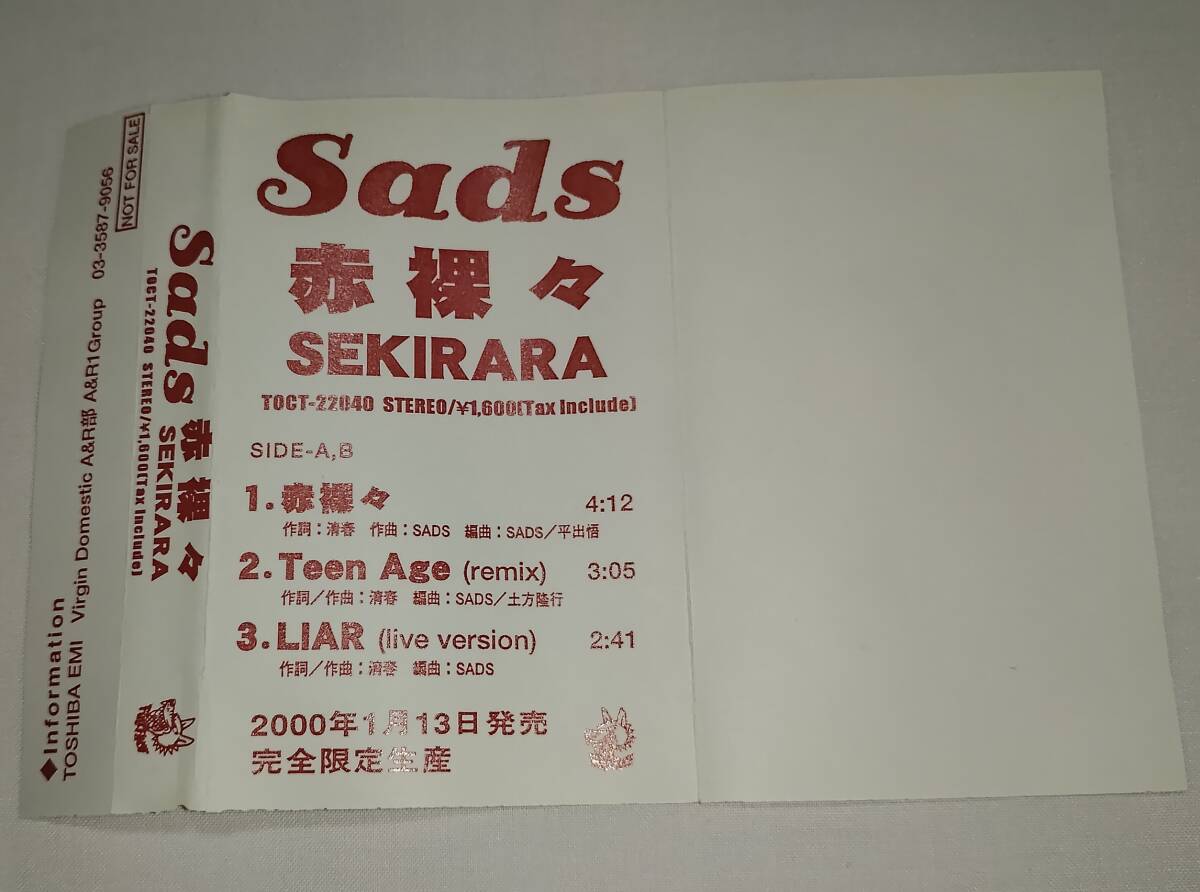 ◆Information
TOSHIBA EMI Virgin Domestic A&R部 A&R1Group 03-3587-9056
NOT FOR SALE
Sads 赤裸々
SEKIRARA
TOCT-22040 STEREO/¥1,600(Tax Include)
Sads
赤裸々
SEKIRARA
TOCT-22040 STEREO/¥1,600(Tax Include)
SIDE-A,B
1.赤裸々 4:12
作詞:清春 作曲:SADS 編曲:SADS/平出悟
2.Teen Age (remix) 3:05
作詞/作曲:清春 編曲:SADS/土方隆行
3.LIAR (live version) 2:41
作詞/作曲:清春 編曲:SADS
2000年1月13日発売
完全限定生産